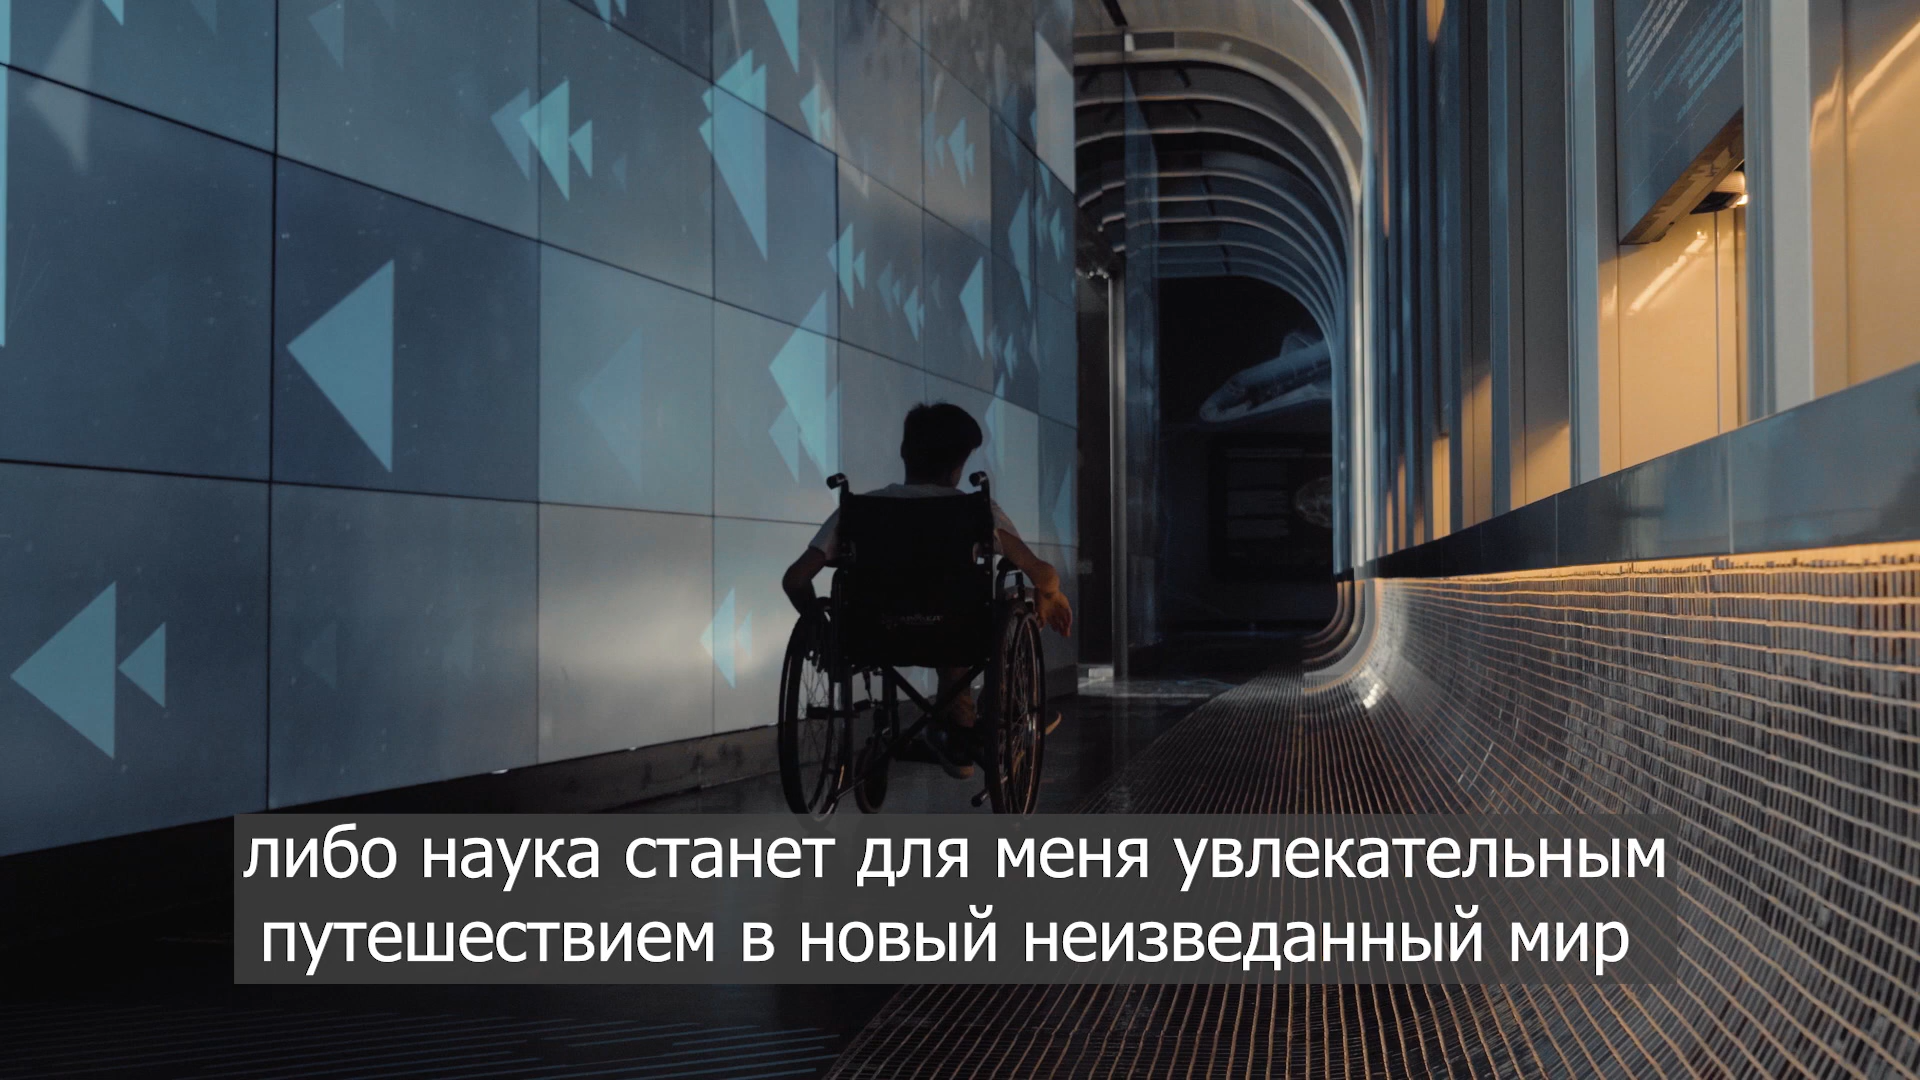 либо наука станет для меня увлекательным
путешествием в новый неизведанный мир